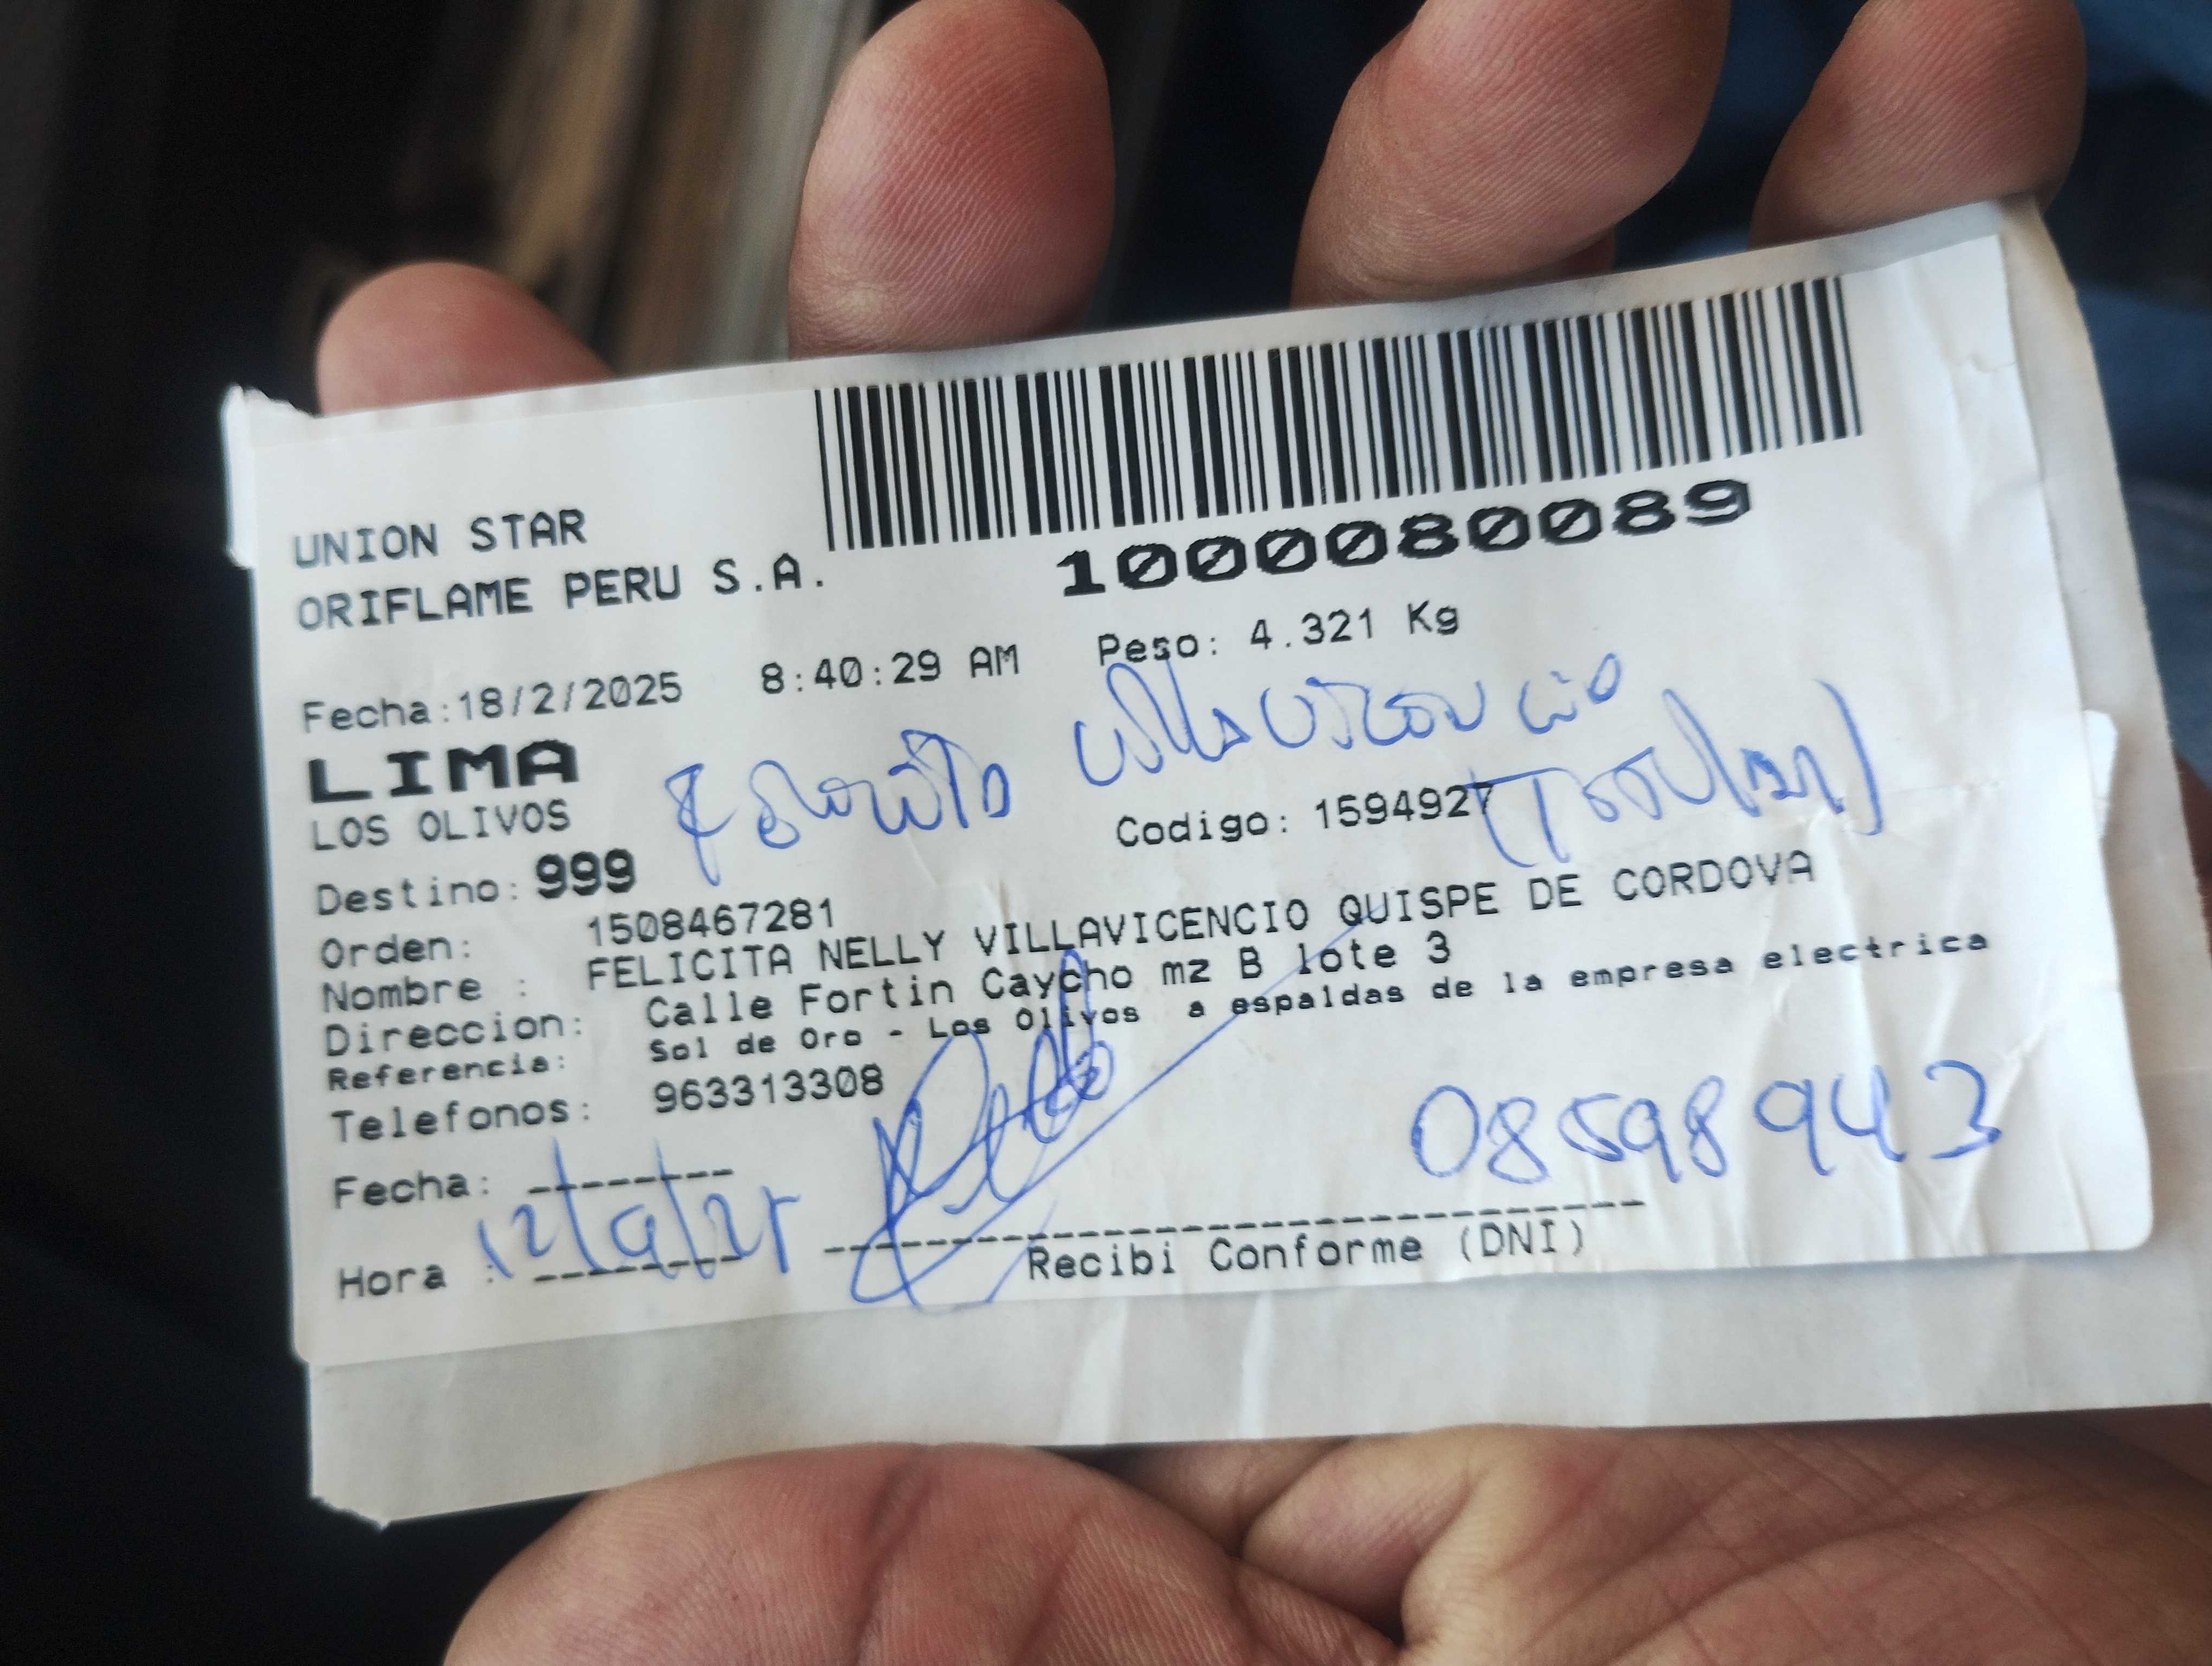 1000080089
UNION STAR
ORIFLAME PERU S.A.
Fecha:18/2/2025 8:40:29 AM Peso: 4.321 Kg
LIMA
Villavicencio
LOS OLIVOS
(Titular)
Destino: 999 Codigo: 1594927
Orden: 1508467281
Nombre : FELICITA NELLY VILLAVICENCIO QUISPE DE CORDOVA
Direccion: Calle Fortin Caycho mz B lote 3
Referencia: Sol de Oro - Los Olivos a espaldas de la empresa electrica
Telefonos: 963313308
08598943
Fecha: --------
Hora : --------
Recibi Conforme (DNI)